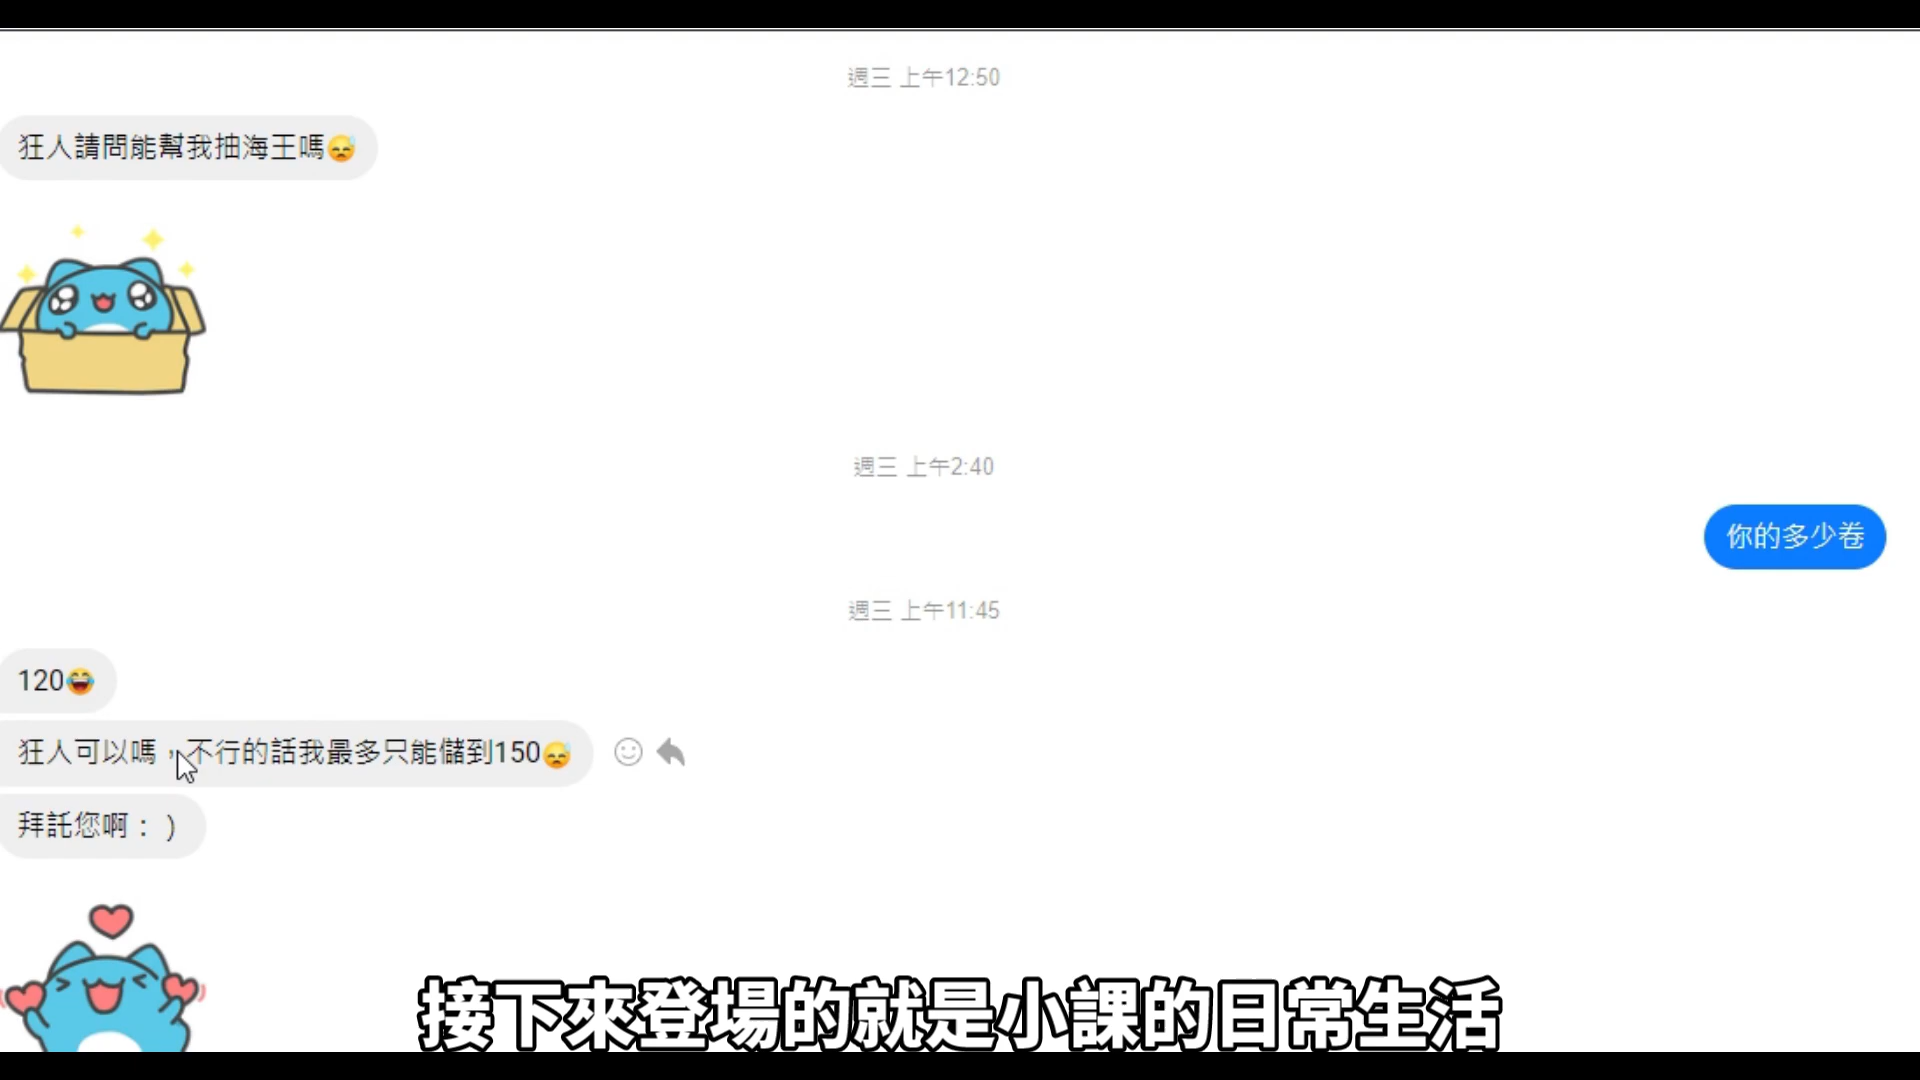 週三 上午12:50
狂人請問能幫我抽海王嗎😓
週三 上午2:40
你的多少卷
週三 上午11:45
120😂
狂人可以嗎，不行的話我最多只能儲到150😓
拜託您啊：）
接下來登場的就是小課的日常生活